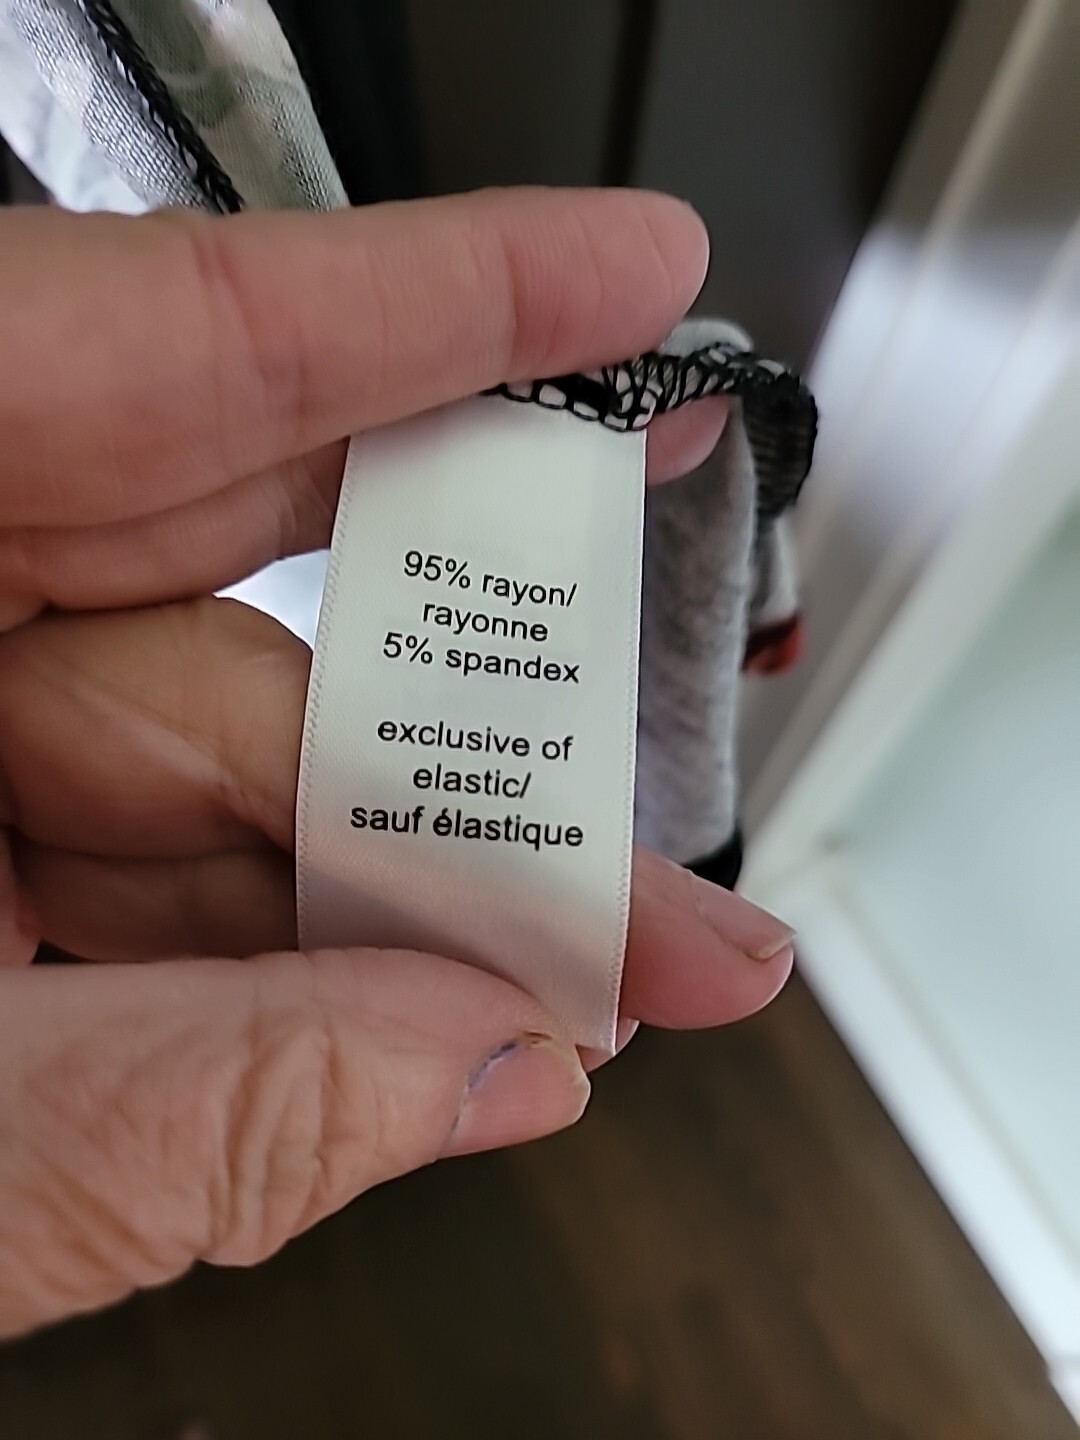 95% rayon/
rayonne
5% spandex
exclusive of
elastic/
sauf élastique